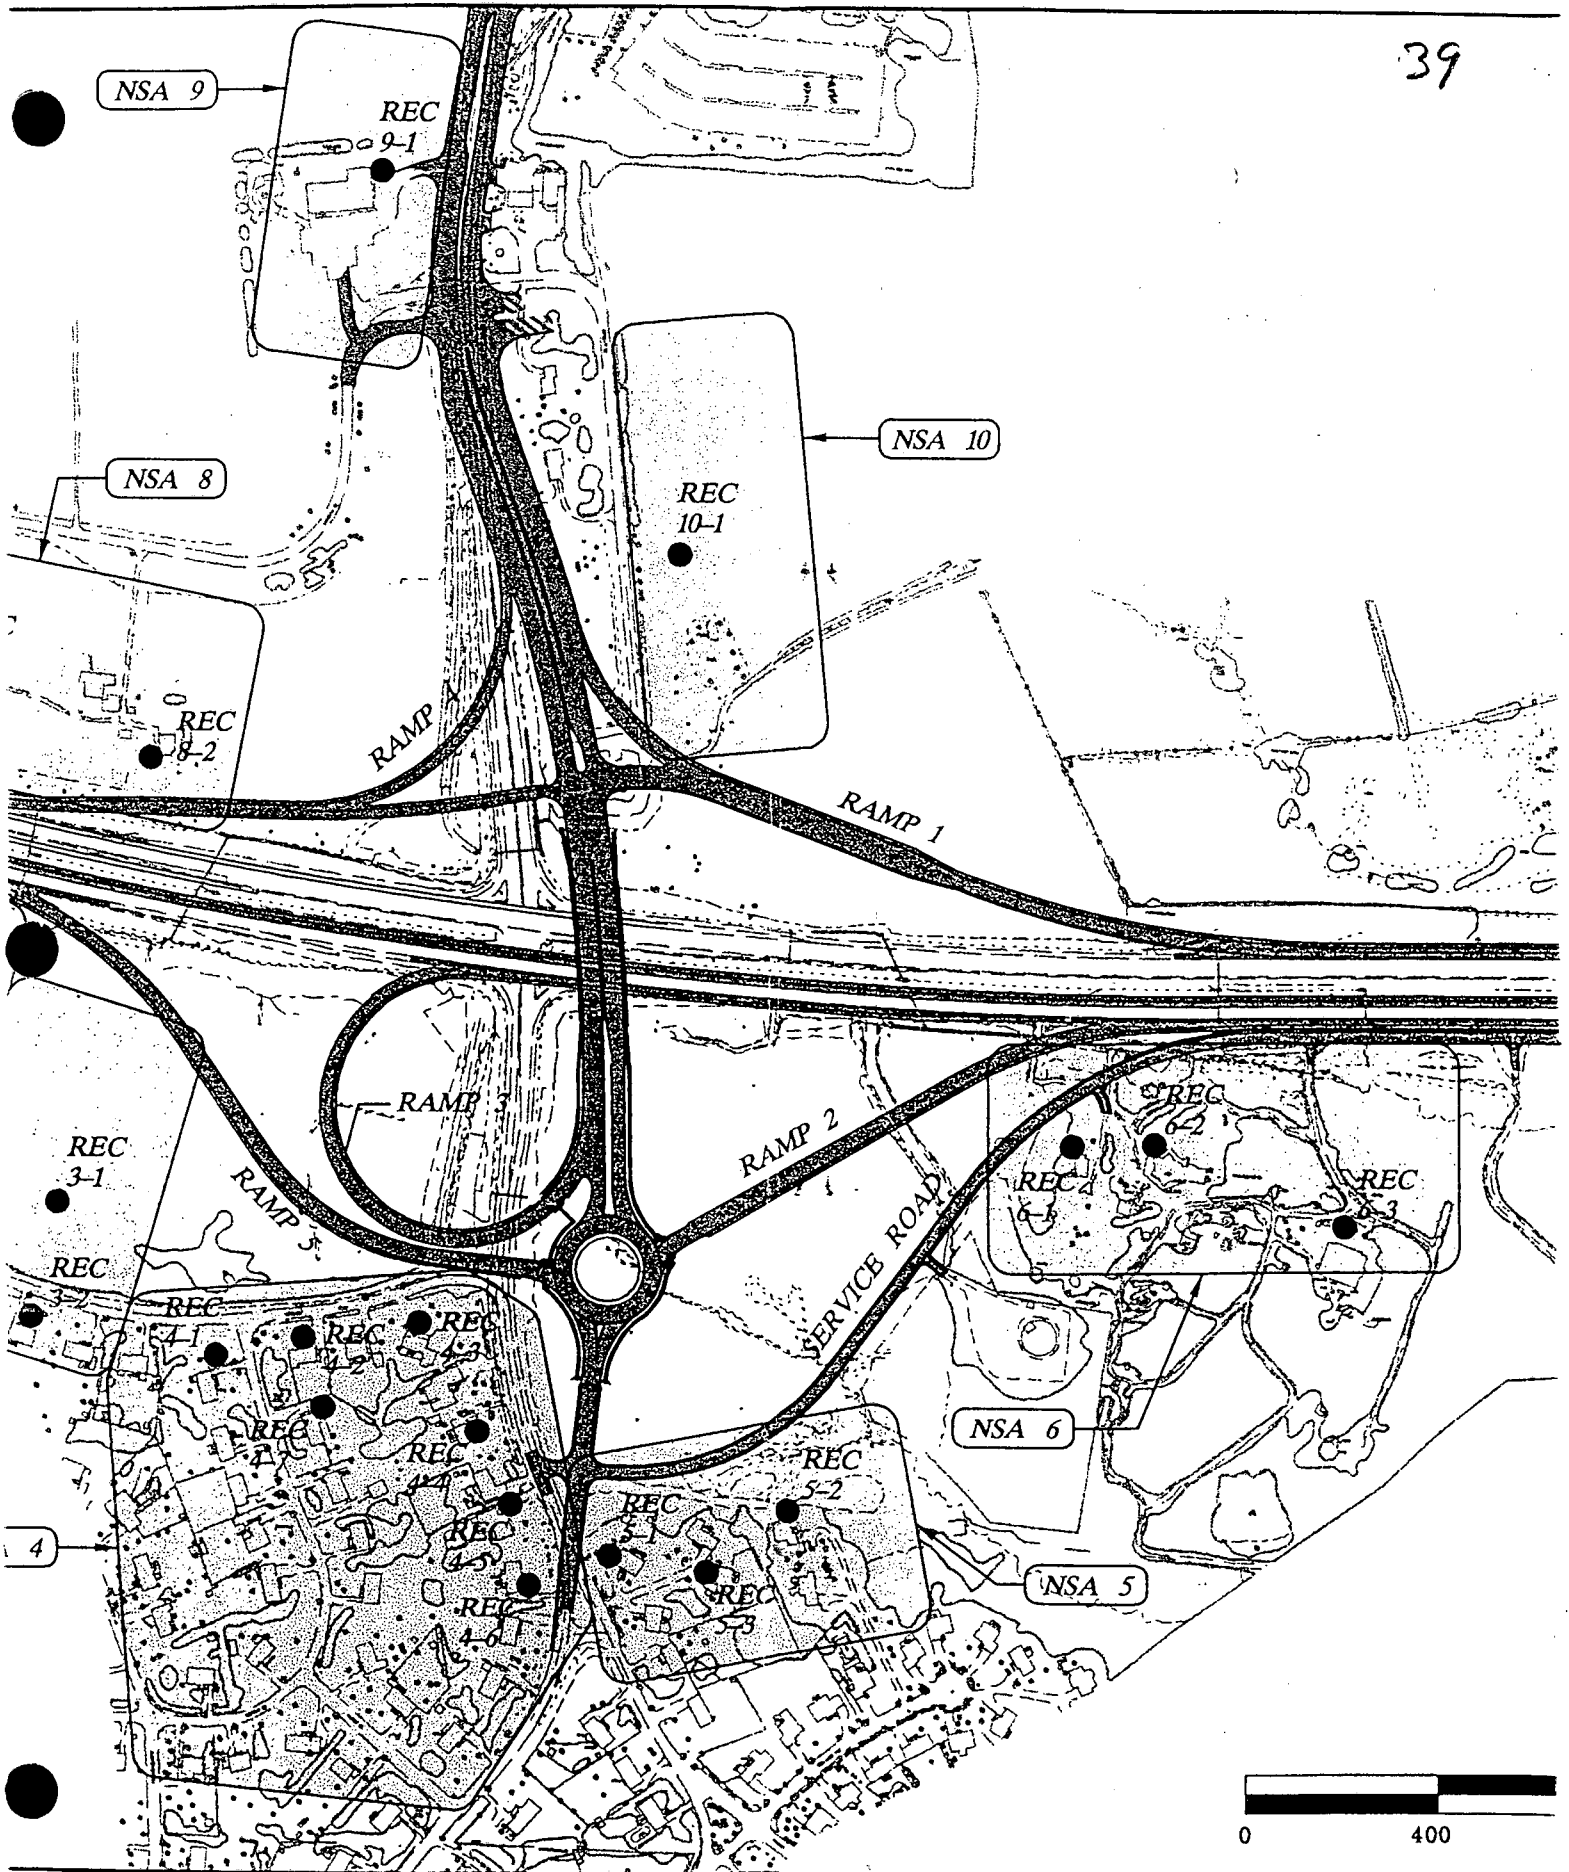 39
NSA 9
REC
9-1
NSA 10
NSA 8
REC
10-1
REC
8-2
RAMP 4
RAMP 1
RAMP 3
RAMP 2
REC
6-2
REC
3-1
RAMP 5
REC
6-1
REC
6-3
SERVICE ROAD
REC
3-2
REC
4-1
REC
4-2
REC
4-3
REC
4-7
REC
4-4
NSA 6
REC
5-2
REC
5-1
REC
4-5
4
NSA 5
REC
5-3
REC
4-6
0 400